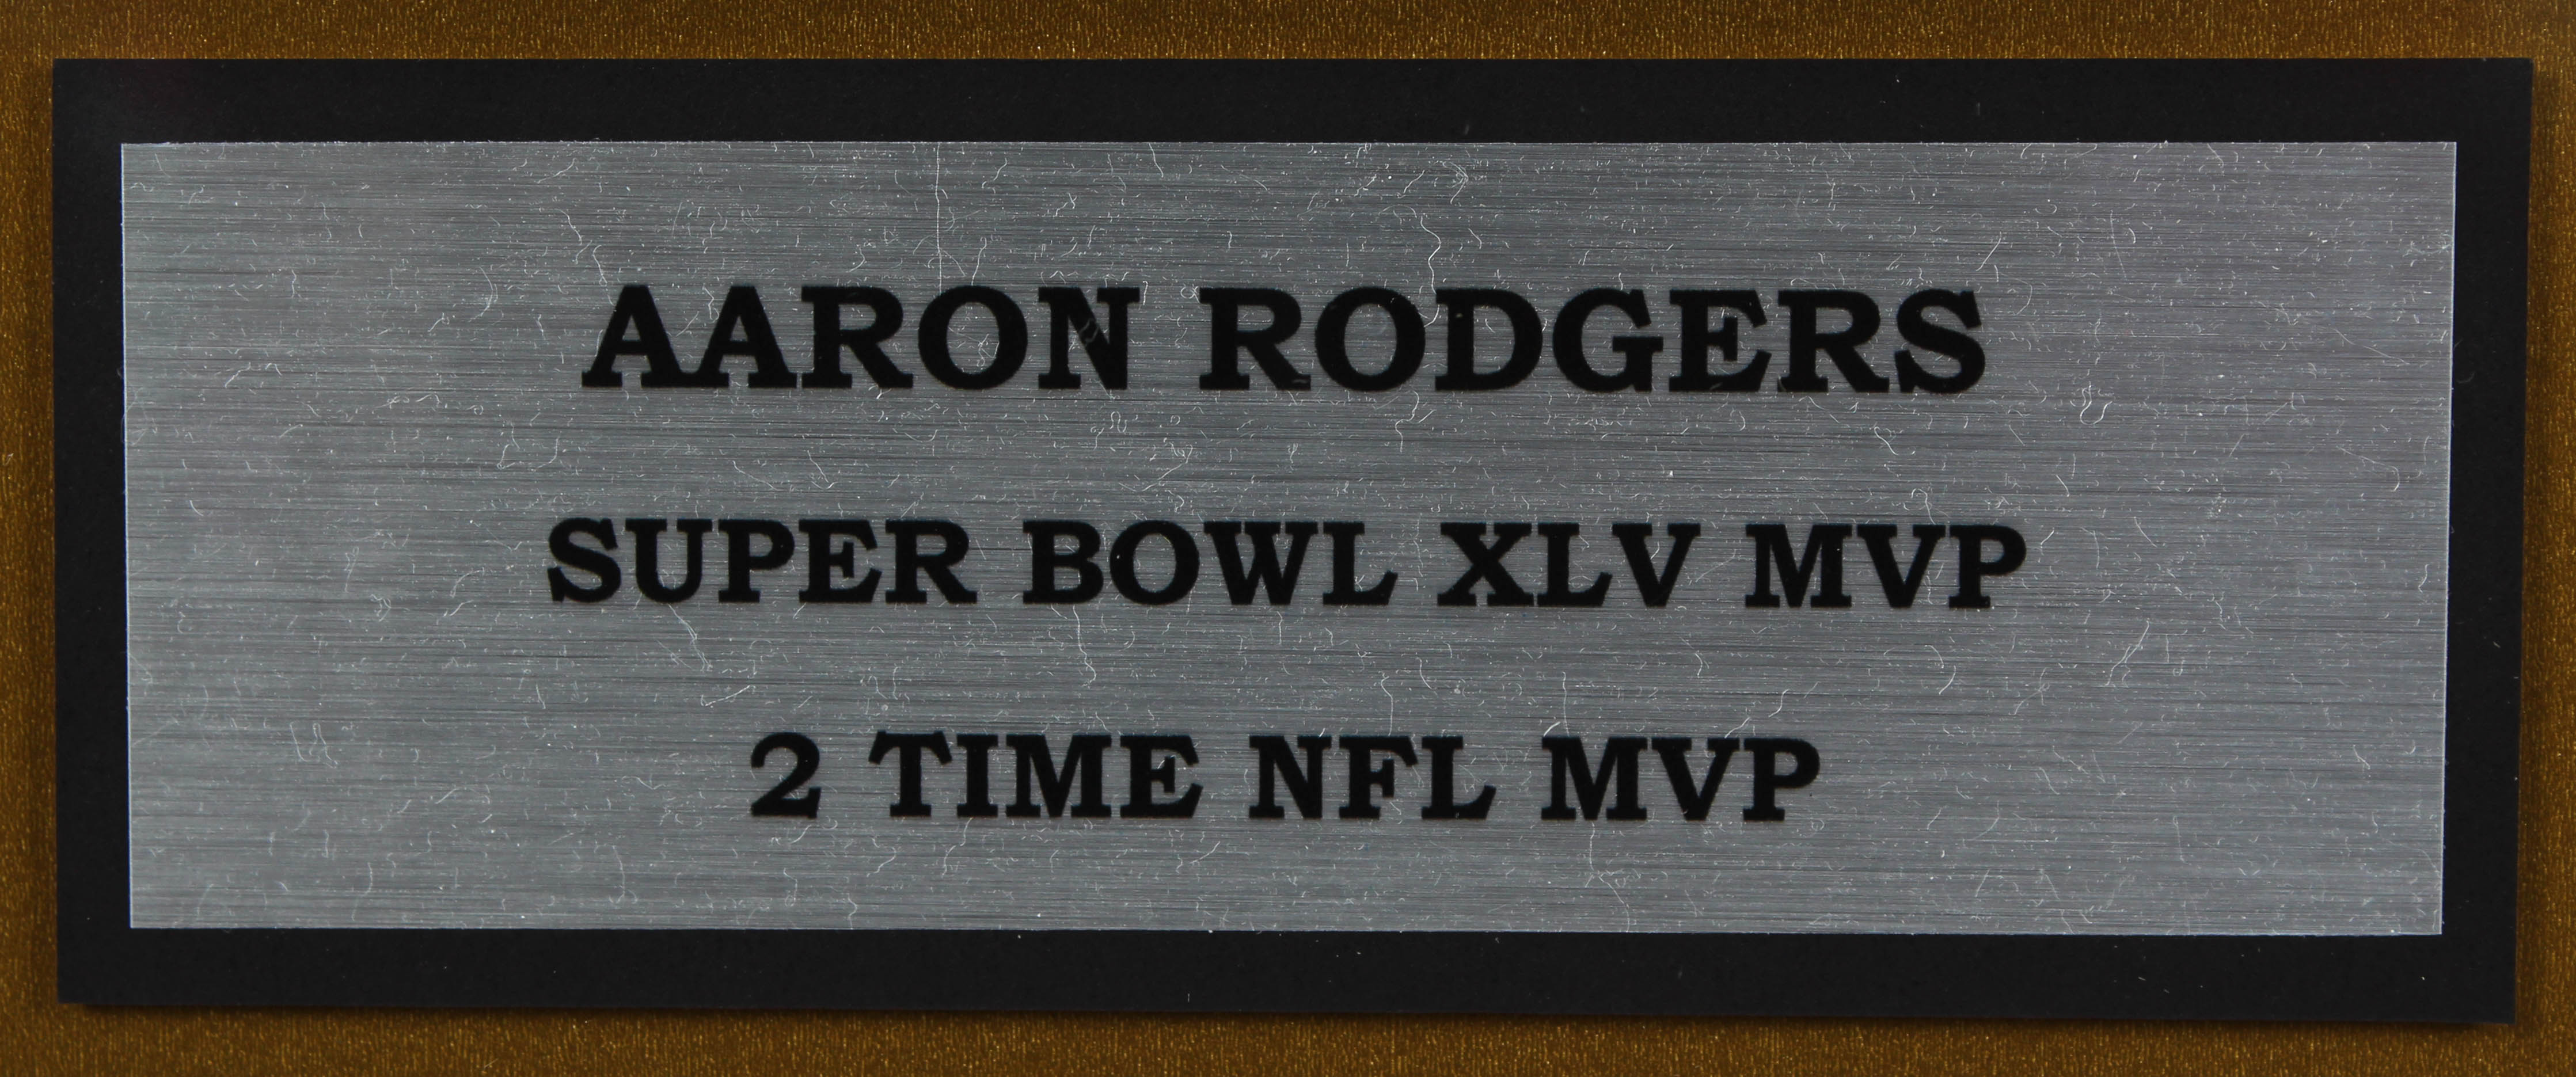 AARON RODGERS
SUPER BOWL XLV MVP
2 TIME NFL MVP